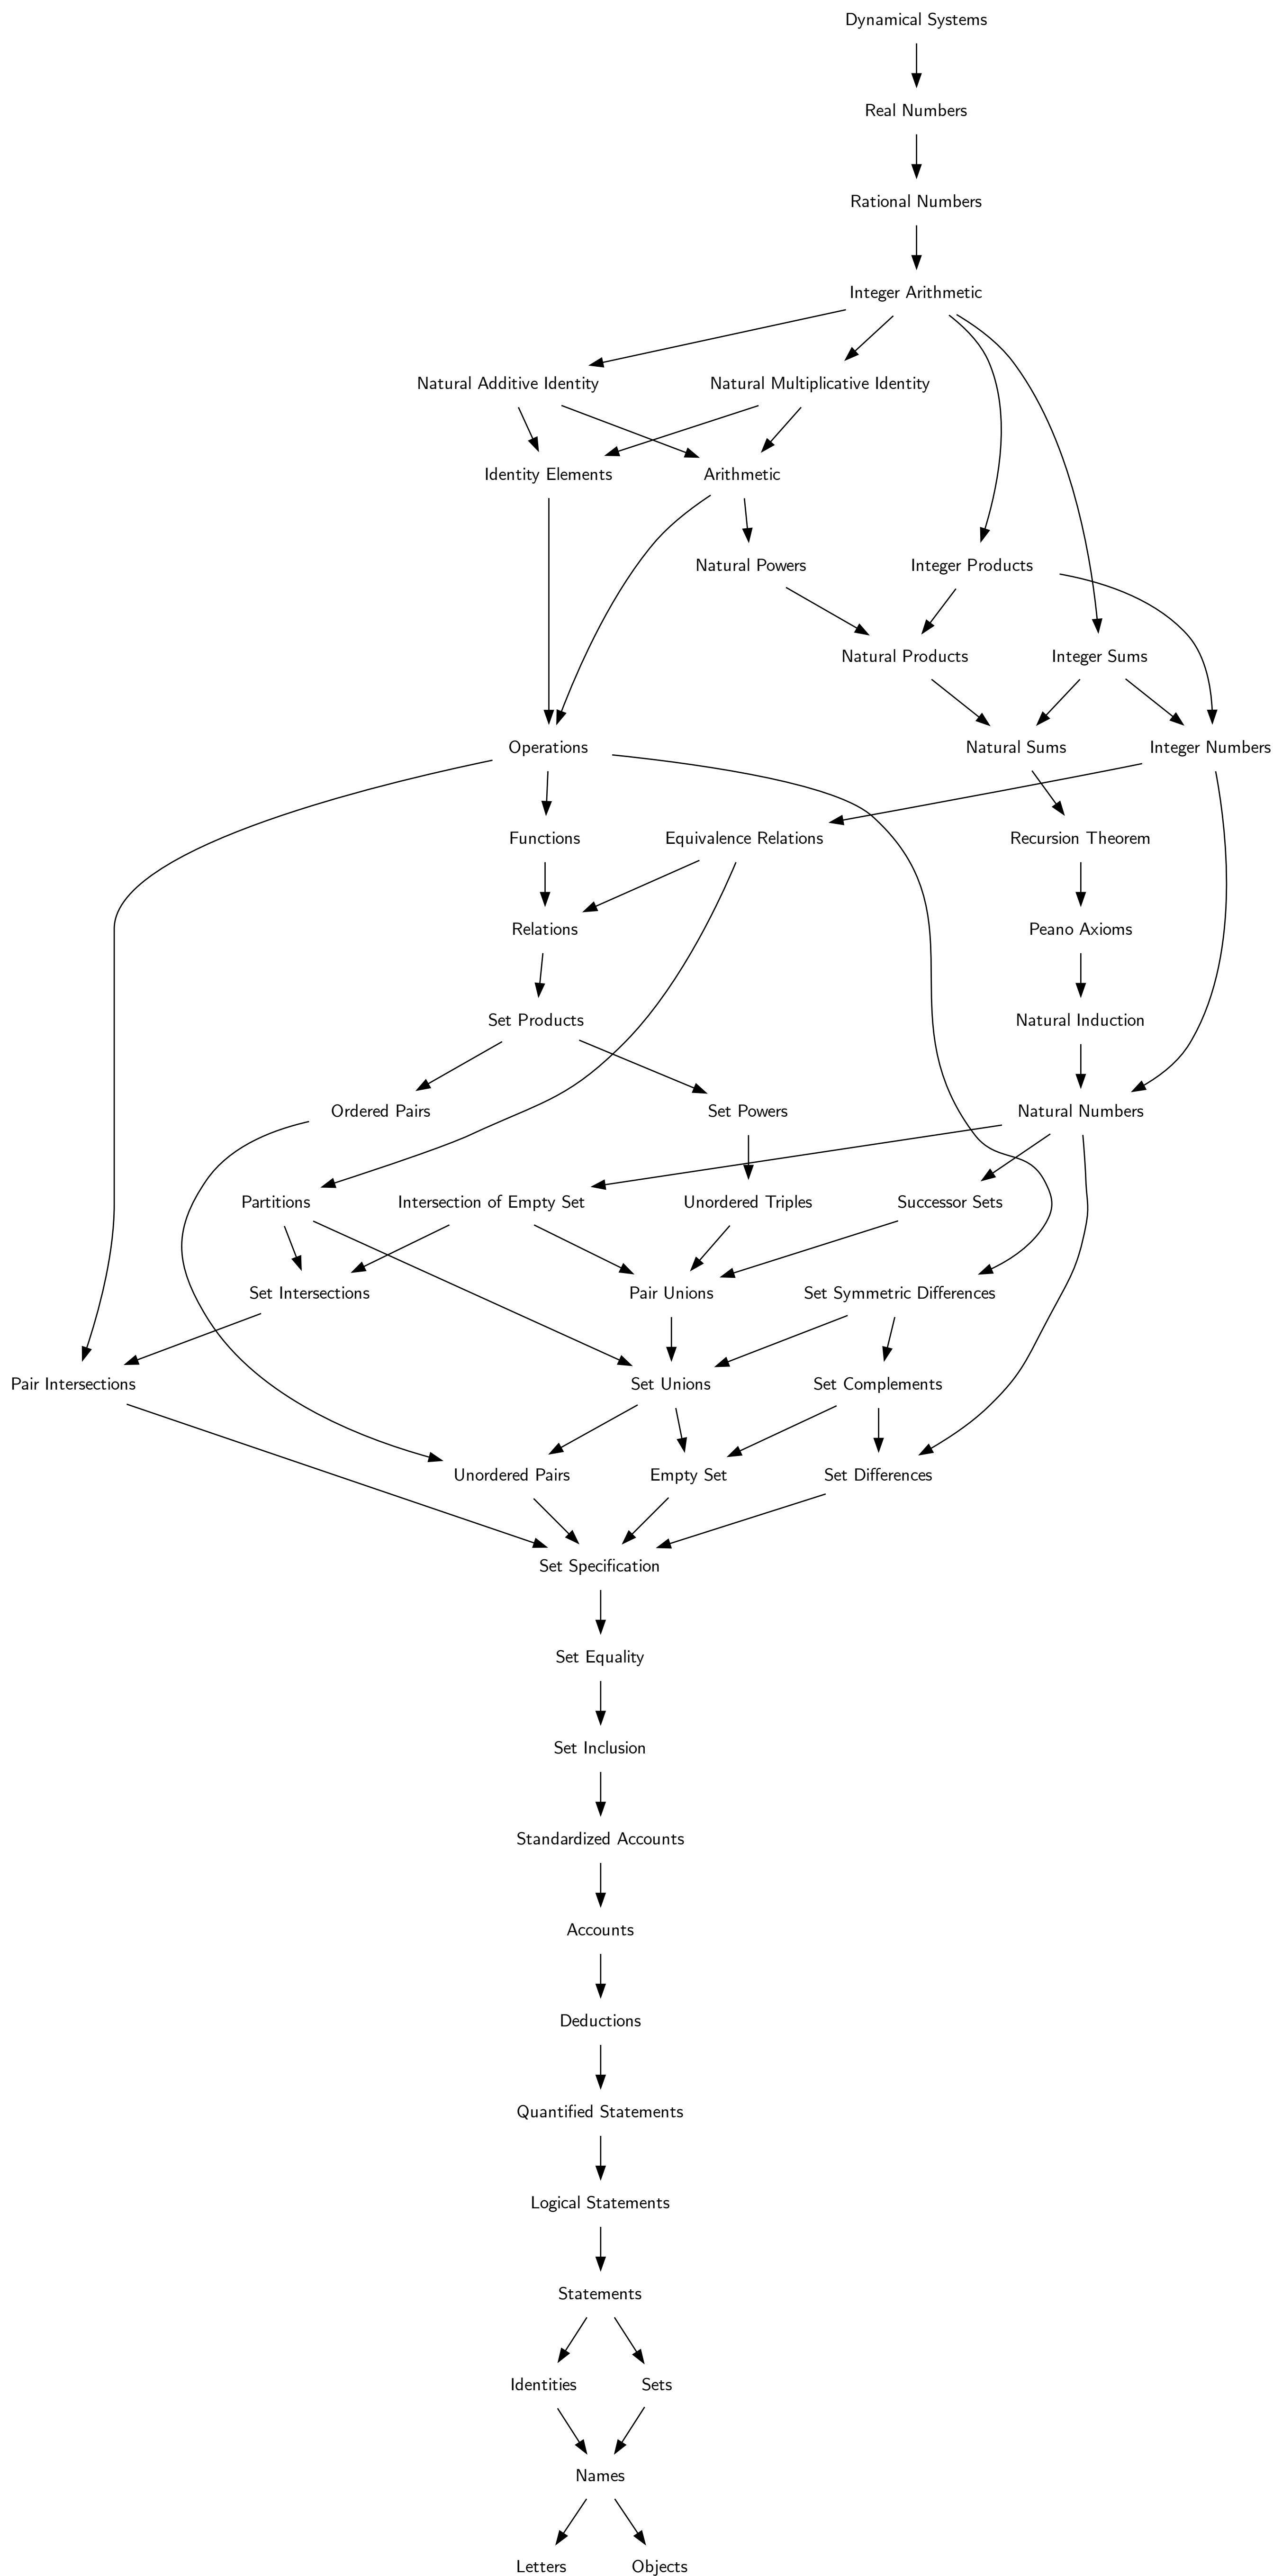 Dynamical Systems
Real Numbers
Rational Numbers
Integer Arithmetic
Natural Additive Identity
Natural Multiplicative Identity
Identity Elements
Arithmetic
Natural Powers
Integer Products
Natural Products
Integer Sums
Operations
Natural Sums
Integer Numbers
Functions
Equivalence Relations
Recursion Theorem
Relations
Peano Axioms
Set Products
Natural Induction
Ordered Pairs
Set Powers
Natural Numbers
Partitions
Intersection of Empty Set
Unordered Triples
Successor Sets
Set Intersections
Pair Unions
Set Symmetric Differences
Pair Intersections
Set Unions
Set Complements
Unordered Pairs
Empty Set
Set Differences
Set Specification
Set Equality
Set Inclusion
Standardized Accounts
Accounts
Deductions
Quantified Statements
Logical Statements
Statements
Identities
Sets
Names
Letters
Objects